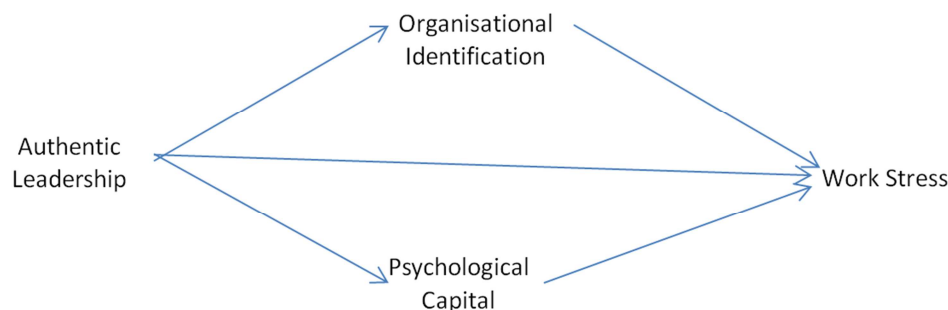 Organisational
Identification
Authentic
Leadership
Work Stress
Psychological
Capital